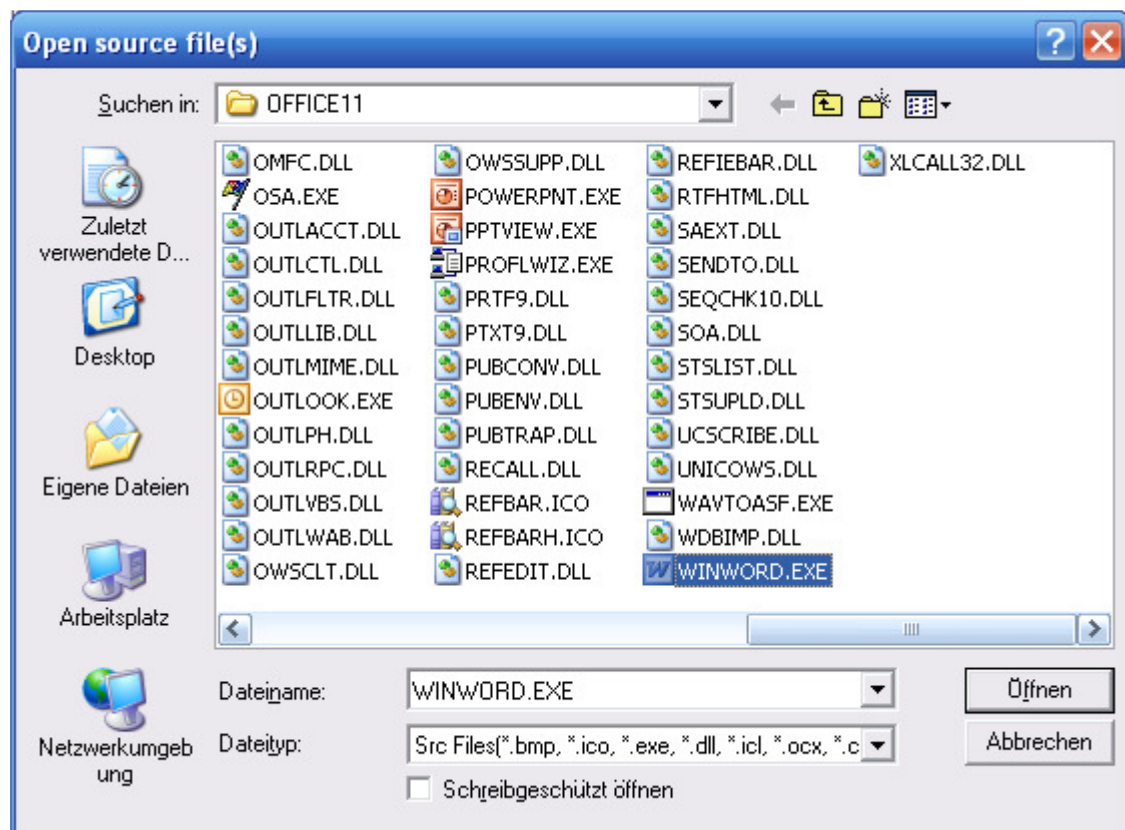 Open source file(s)
Suchen in: OFFICE11
OMFC.DLL OWSSUPP.DLL REFIEBAR.DLL XLCALL32.DLL
OSA.EXE POWERPNT.EXE RTFHTML.DLL
OUTLACCT.DLL PPTVIEW.EXE SAEXT.DLL
OUTLCTL.DLL PROFLWIZ.EXE SENDTO.DLL
OUTLFLTR.DLL PRTF9.DLL SEQCHK10.DLL
OUTLLIB.DLL PTXT9.DLL SOA.DLL
OUTLMIME.DLL PUBCONV.DLL STSLIST.DLL
OUTLOOK.EXE PUBENV.DLL STSUPLD.DLL
OUTLPH.DLL PUBTRAP.DLL UCSCRIBE.DLL
OUTLRPC.DLL RECALL.DLL UNICOWS.DLL
OUTLVBS.DLL REFBAR.ICO WAVTOASF.EXE
OUTLWAB.DLL REFBARH.ICO WDBIMP.DLL
OWSCLT.DLL REFEDIT.DLL WINWORD.EXE
Zuletzt
verwendete D...
Desktop
Eigene Dateien
Arbeitsplatz
Netzwerkumgeb
ung
Dateiname: WINWORD.EXE Öffnen
Dateityp: Src Files(*.bmp, *.ico, *.exe, *.dll, *.icl, *.ocx, *.c Abbrechen
Schreibgeschützt öffnen